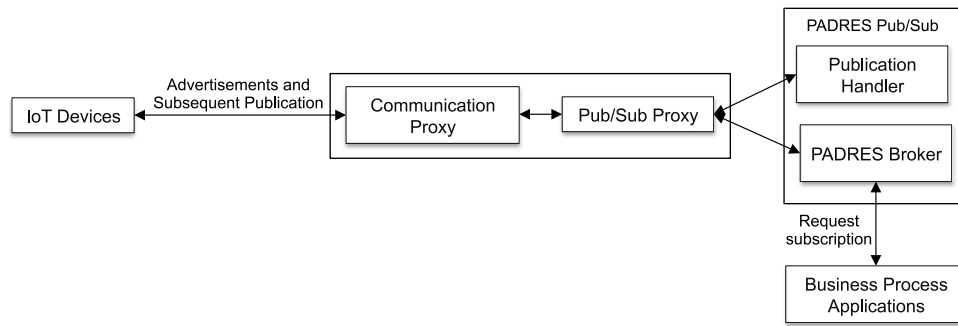 PADRES Pub/Sub
Publication
Handler
Advertisements and
Subsequent Publication
IoT Devices
Communication
Proxy
Pub/Sub Proxy
PADRES Broker
Request
subscription
Business Process
Applications